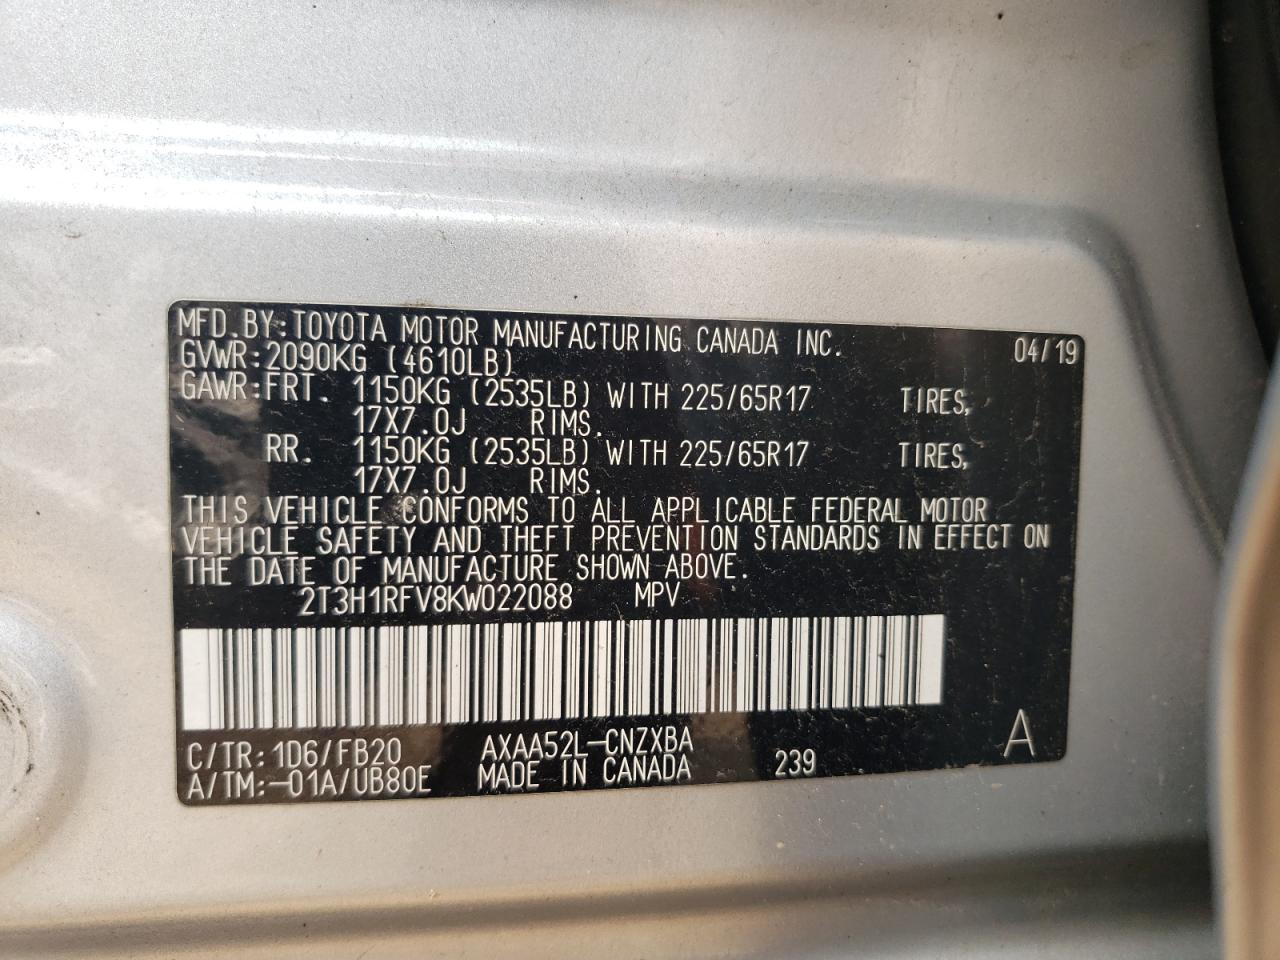 MFD.BY:TOYOTA MOTOR MANUFACTURING CANADA INC. 04/19
GVWR:2090KG (4610LB)
GAWR:FRT. 1150KG (2535LB) WITH 225/65R17 TIRES,
17X7.0J RIMS.
RR. 1150KG (2535LB) WITH 225/65R17 TIRES,
17X7.0J RIMS.
THIS VEHICLE CONFORMS TO ALL APPLICABLE FEDERAL MOTOR
VEHICLE SAFETY AND THEFT PREVENTION STANDARDS IN EFFECT ON
THE DATE OF MANUFACTURE SHOWN ABOVE.
2T3H1RFV8KW022088 MPV
C/TR:1D6/FB20 AXAA52L-CNZXBA A
A/TM:-01A/UB80E MADE IN CANADA 239